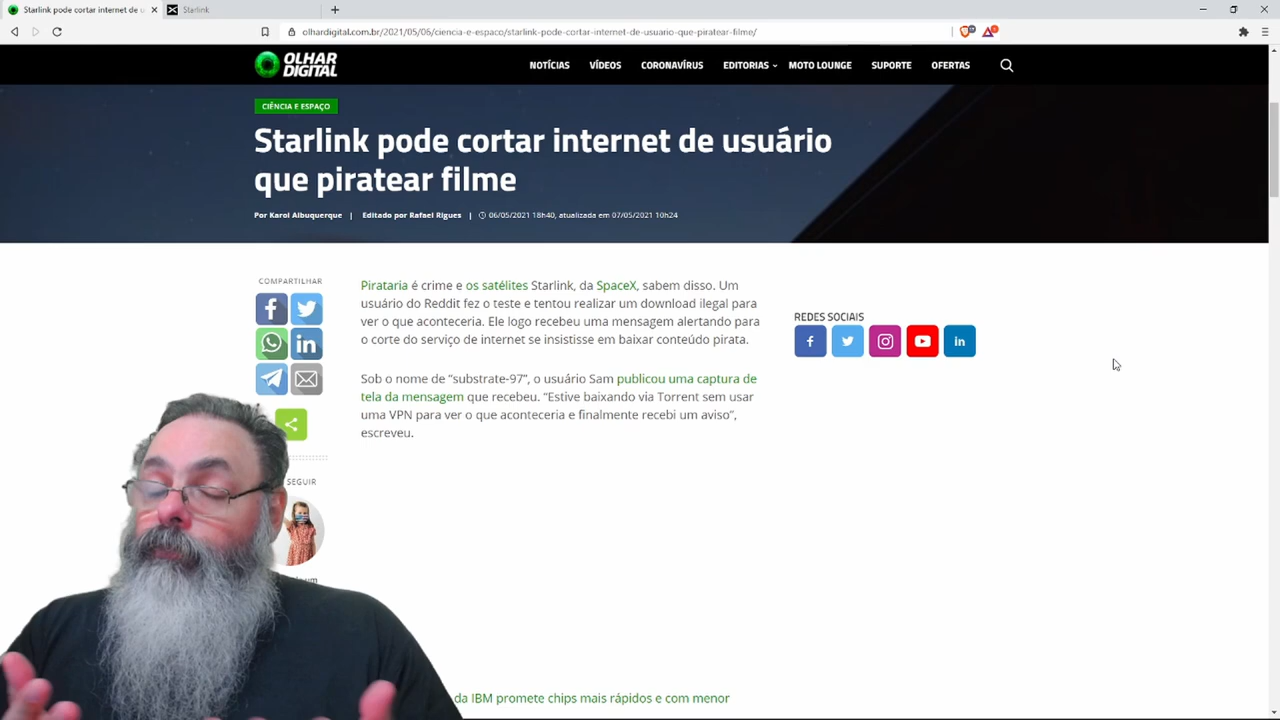 Starlink pode cortar internet de u
Starlink
olhardigital.com.br/2021/05/06/ciencia-e-espaco/starlink-pode-cortar-internet-de-usuario-que-piratear-filme/
OLHAR DIGITAL
NOTÍCIAS VÍDEOS CORONAVÍRUS EDITORIAS MOTO LOUNGE SUPORTE OFERTAS
CIÊNCIA E ESPAÇO
Starlink pode cortar internet de usuário
que piratear filme
Por Karol Albuquerque | Editado por Rafael Rigues | 06/05/2021 18h40, atualizada em 07/05/2021 10h24
COMPARTILHAR
Pirataria é crime e os satélites Starlink, da SpaceX, sabem disso. Um
usuário do Reddit fez o teste e tentou realizar um download ilegal para
ver o que aconteceria. Ele logo recebeu uma mensagem alertando para
o corte do serviço de internet se insistisse em baixar conteúdo pirata.
Sob o nome de “substrate-97”, o usuário Sam publicou uma captura de
tela da mensagem que recebeu. “Estive baixando via Torrent sem usar
uma VPN para ver o que aconteceria e finalmente recebi um aviso”,
escreveu.
REDES SOCIAIS
SEGUIR
da IBM promete chips mais rápidos e com menor